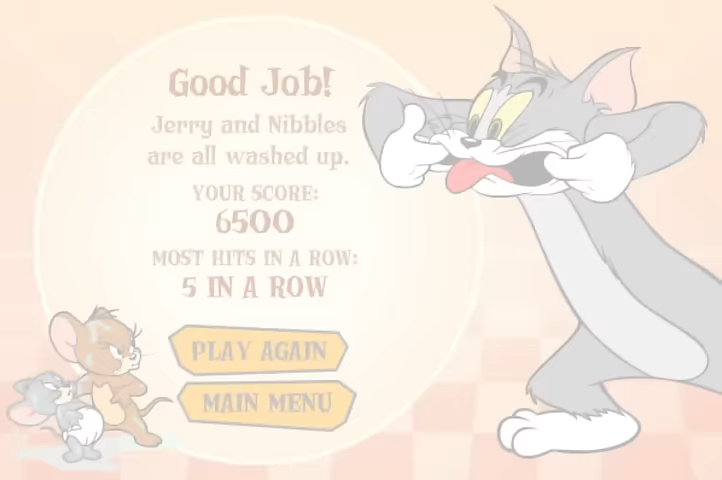 Good Job!
Jerry and Nibbles
are all washed up.
YOUR SCORE:
6500
MOST HITS IN A ROW:
5 IN A ROW
PLAY AGAIN
MAIN MENU